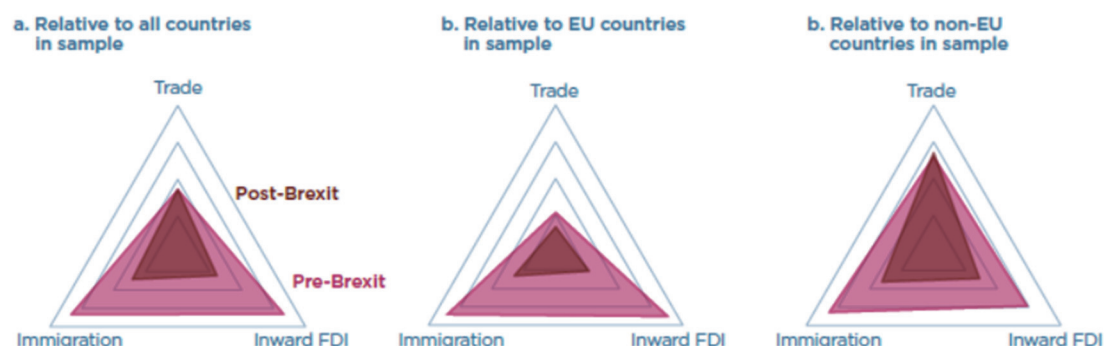 a. Relative to all countries
in sample
b. Relative to EU countries
in sample
b. Relative to non-EU
countries in sample
Trade
Trade
Trade
Post-Brexit
Pre-Brexit
Immigration
Inward FDI
Immigration
Inward FDI
Immigration
Inward FDI